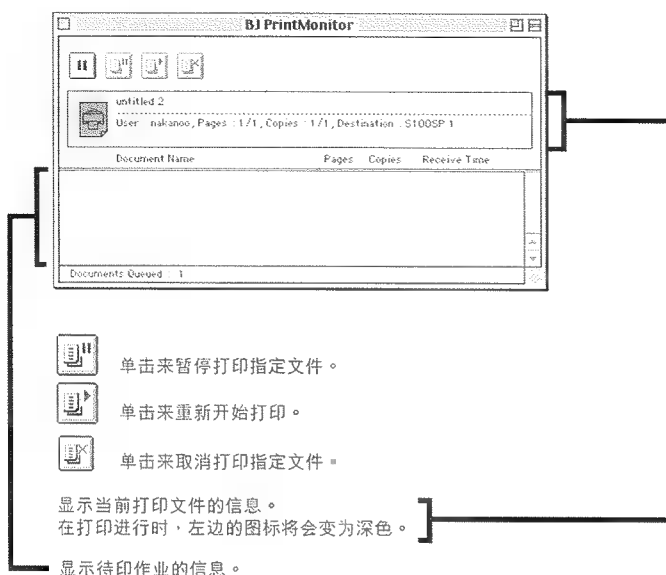 BJ PrintMonitor
untitled 2
User : nakanoo, Pages : 1/1, Copies : 1/1, Destination : S100SP 1
Document Name Pages Copies Receive Time
Documents Queued : 1
单击来暂停打印指定文件。
单击来重新开始打印。
单击来取消打印指定文件。
显示当前打印文件的信息。
在打印进行时，左边的图标将会变为深色。
显示待印作业的信息。